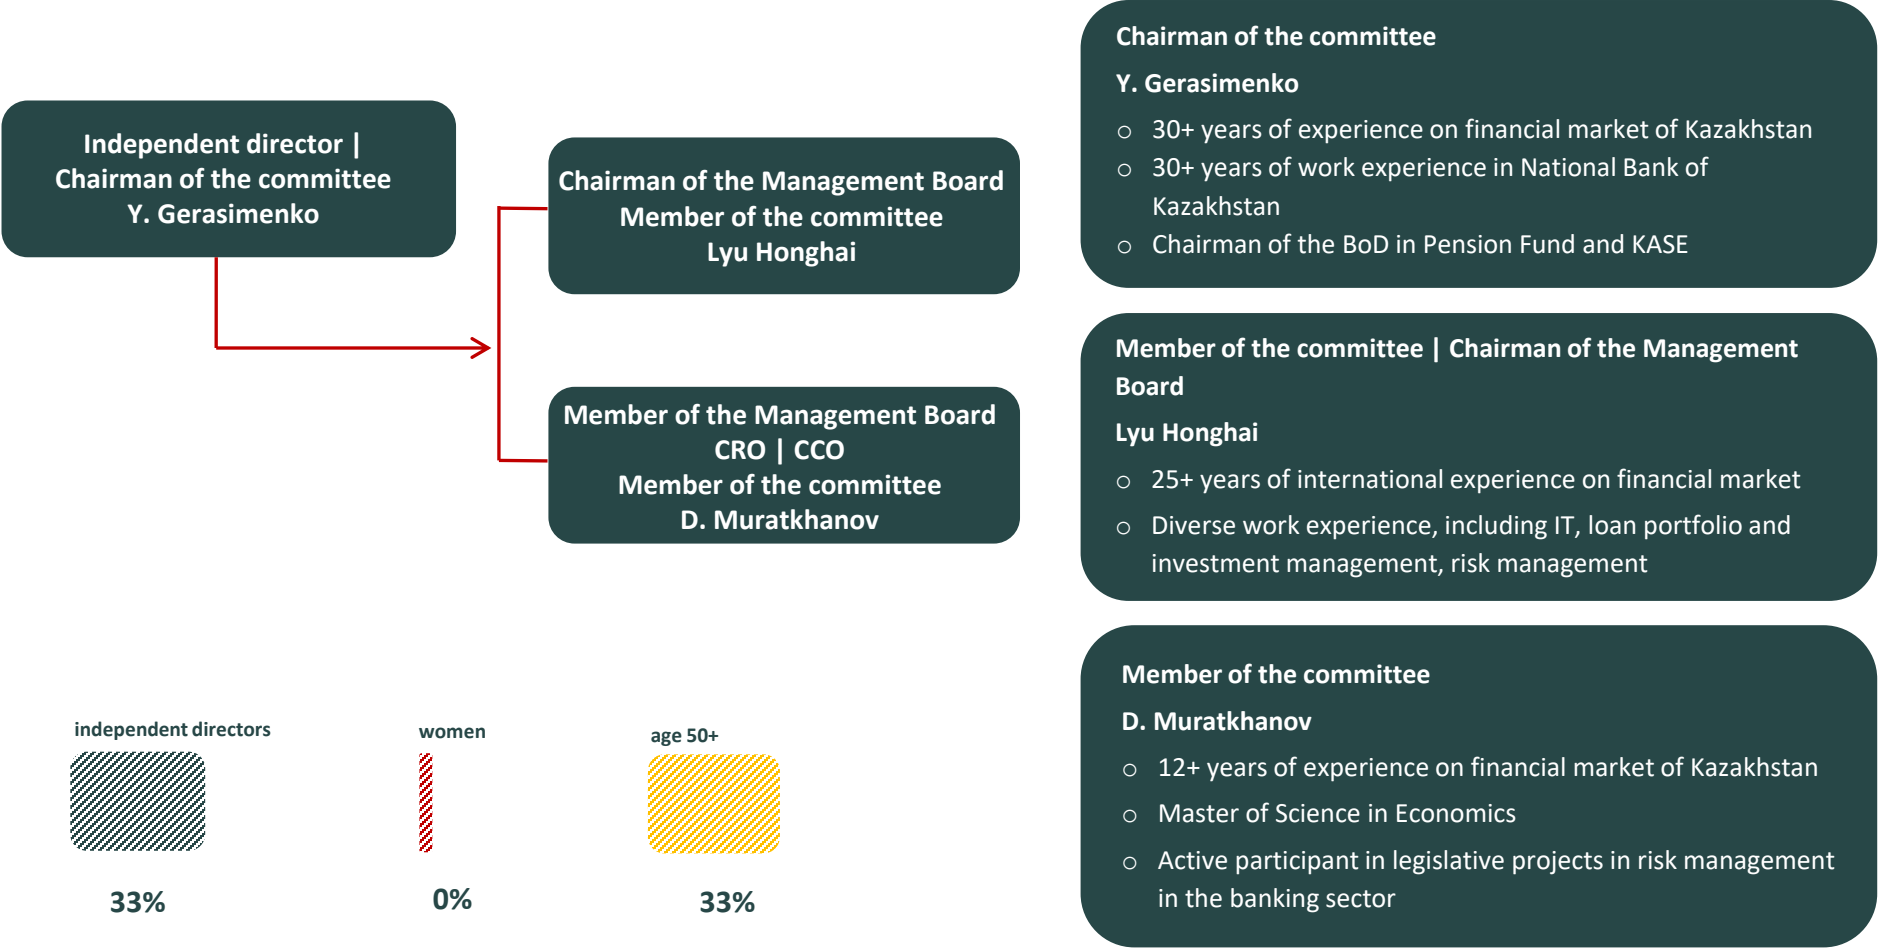 Independent director |
Chairman of the committee
Y. Gerasimenko
Chairman of the Management Board
Member of the committee
Lyu Honghai
Member of the Management Board
CRO | CCO
Member of the committee
D. Muratkhanov
independent directors
33%
women
0%
age 50+
33%
Chairman of the committee
Y. Gerasimenko
○ 30+ years of experience on financial market of Kazakhstan
○ 30+ years of work experience in National Bank of
Kazakhstan
○ Chairman of the BoD in Pension Fund and KASE
Member of the committee | Chairman of the Management
Board
Lyu Honghai
○ 25+ years of international experience on financial market
○ Diverse work experience, including IT, loan portfolio and
investment management, risk management
Member of the committee
D. Muratkhanov
○ 12+ years of experience on financial market of Kazakhstan
○ Master of Science in Economics
○ Active participant in legislative projects in risk management
in the banking sector